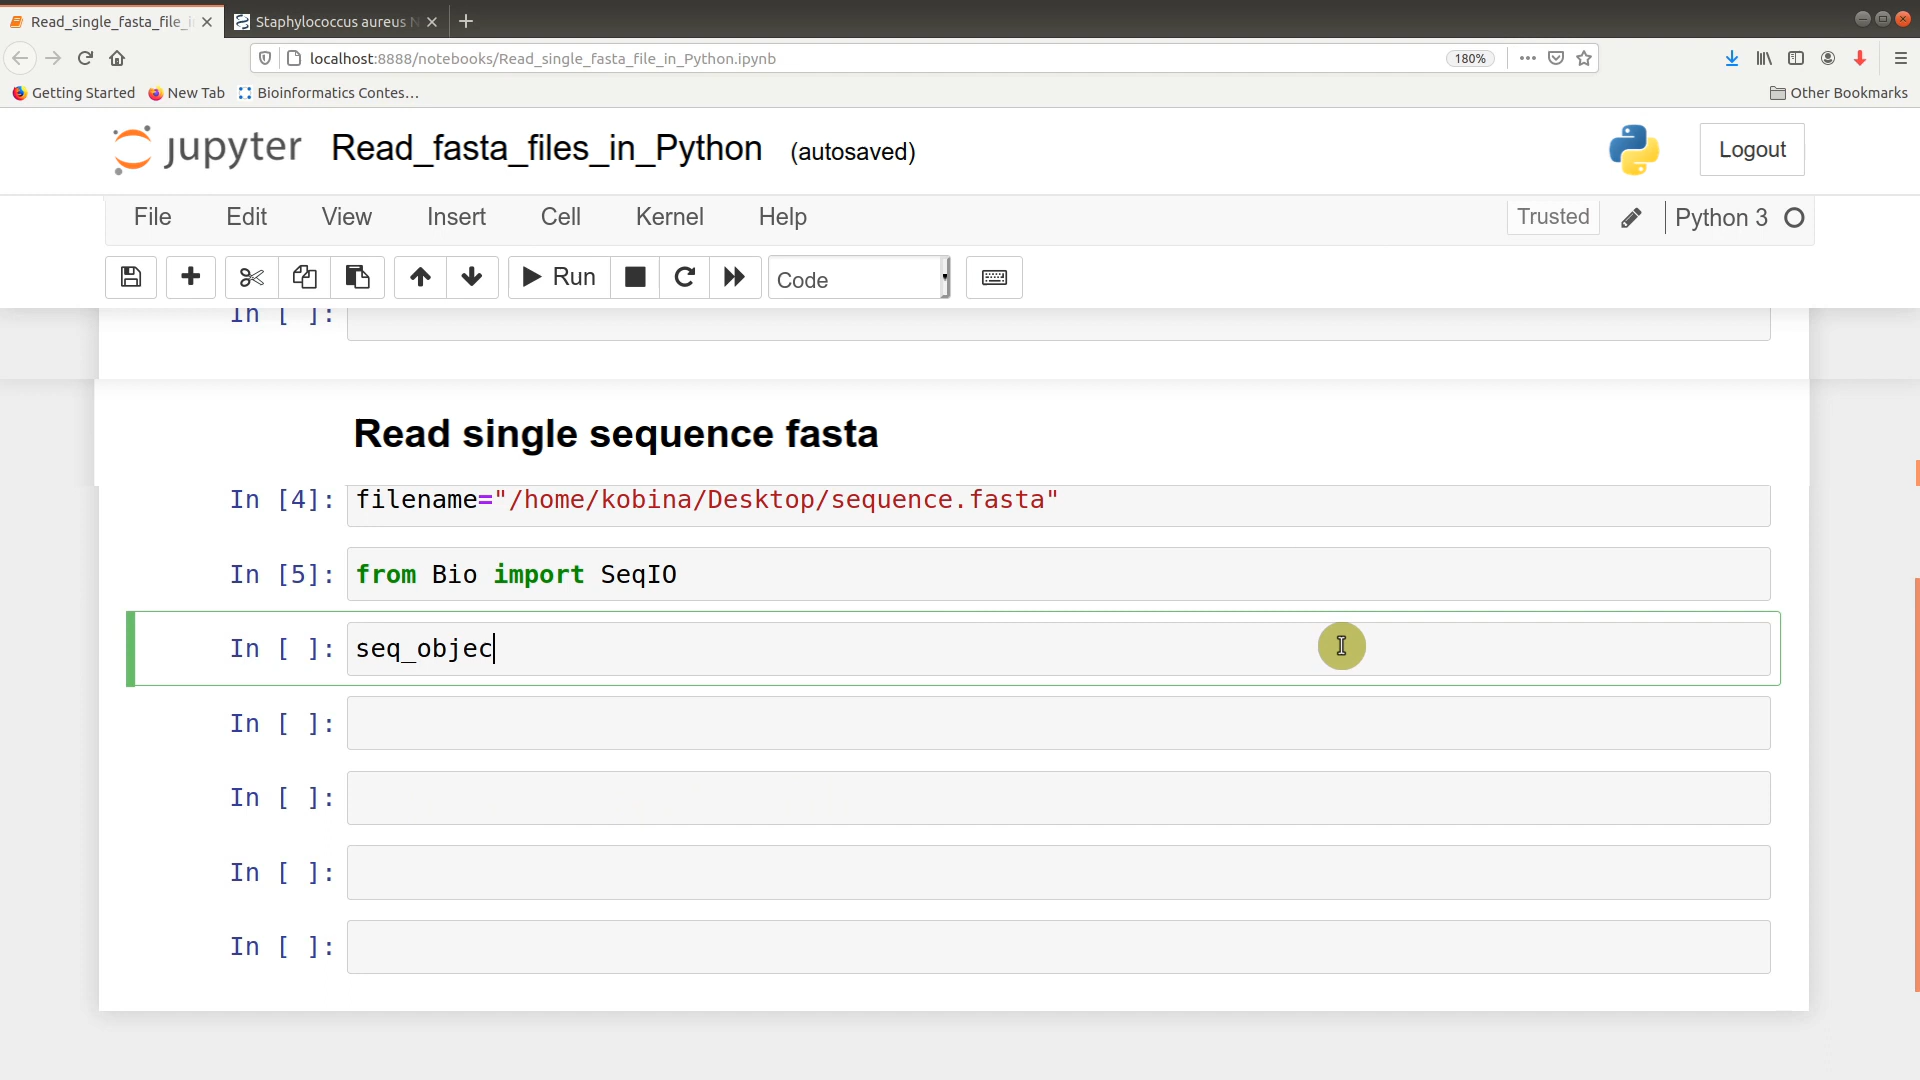 Read_single_fasta_file_i
Staphylococcus aureus N
localhost:8888/notebooks/Read_single_fasta_file_in_Python.ipynb
180%
Getting Started
New Tab
Bioinformatics Contes…
Other Bookmarks
jupyter
Read_fasta_files_in_Python
(autosaved)
Logout
File
Edit
View
Insert
Cell
Kernel
Help
Trusted
Python 3
Run
Code
In [ ]:
Read single sequence fasta
In [4]: filename="/home/kobina/Desktop/sequence.fasta"
In [5]: from Bio import SeqIO
In [ ]: seq_objec
In [ ]:
In [ ]:
In [ ]:
In [ ]: